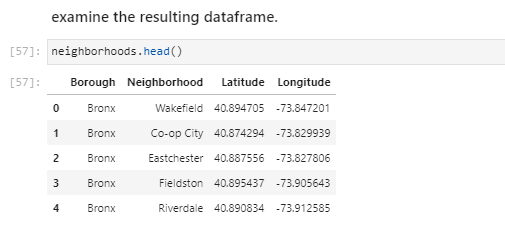 examine the resulting dataframe.
[57]: neighborhoods.head()
[57]: Borough Neighborhood Latitude Longitude
0 Bronx Wakefield 40.894705 -73.847201
1 Bronx Co-op City 40.874294 -73.829939
2 Bronx Eastchester 40.887556 -73.827806
3 Bronx Fieldston 40.895437 -73.905643
4 Bronx Riverdale 40.890834 -73.912585